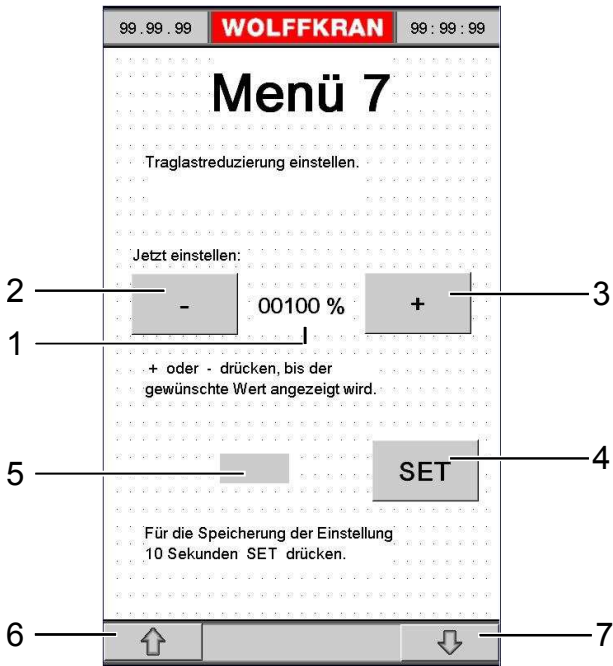 99.99.99 WOLFFKRAN 99:99:99
Menü 7
Traglastreduzierung einstellen.
Jetzt einstellen:
2 - 00100 % + 3
1
+ oder - drücken, bis der
gewünschte Wert angezeigt wird.
5 SET 4
Für die Speicherung der Einstellung
10 Sekunden SET drücken.
6 7